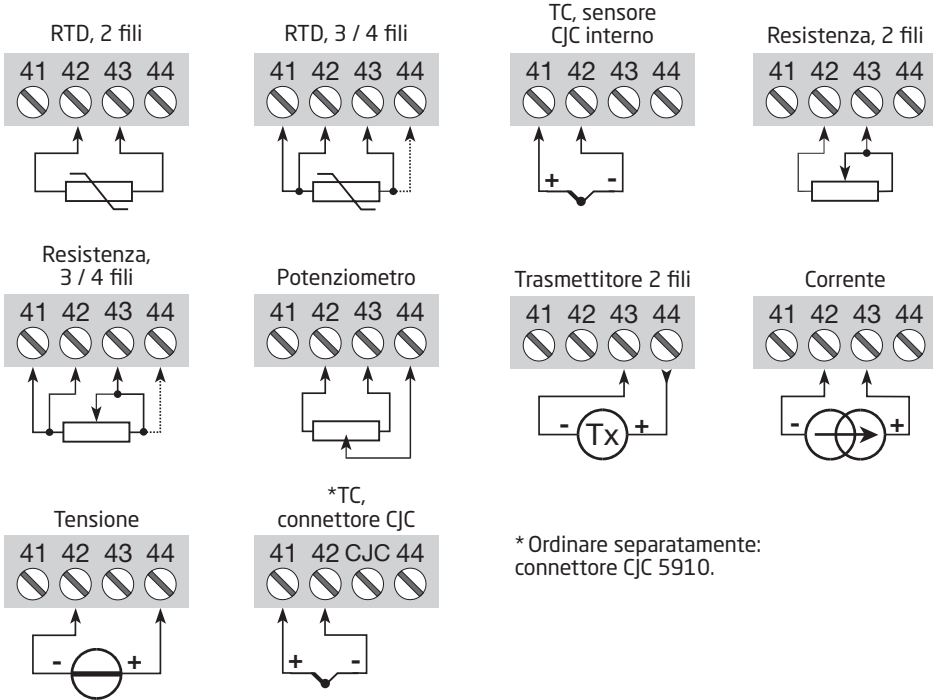 RTD, 2 fili
41 42 43 44
RTD, 3 / 4 fili
41 42 43 44
+ -
TC, sensore
CJC interno
41 42 43 44
Resistenza, 2 fili
41 42 43 44
Resistenza,
3 / 4 fili
41 42 43 44
Potenziometro
41 42 43 44
Trasmettitore 2 fili
41 42 43 44
- Tx +
Corrente
41 42 43 44
- +
Tensione
41 42 43 44
- +
*TC,
connettore CJC
41 42 CJC 44
+ -
* Ordinare separatamente:
connettore CJC 5910.